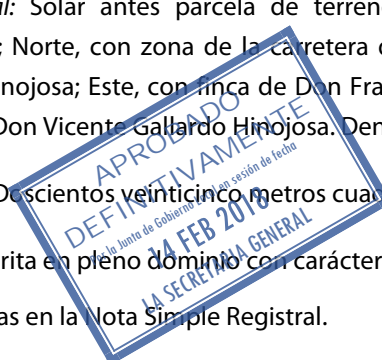 al: Solar antes parcela de terren
; Norte, con zona de la carretera d
inojosa; Este, con finca de Don Fra
Don Vicente Gallardo Hinojosa. Den
Doscientos veinticinco metros cuad
rita en pleno dominio con carácter
as en la Nota Simple Registral.
APROBADO
DEFINITIVAMENTE
Por la Junta de Gobierno Local en sesión de fecha
14 FEB 2018
LA SECRETARIA GENERAL